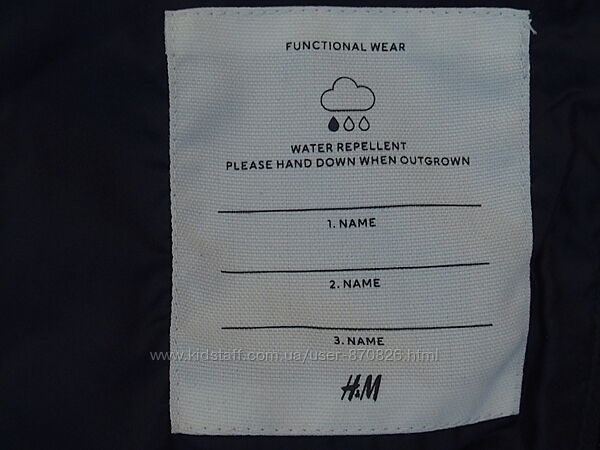 FUNCTIONAL WEAR
WATER REPELLENT
PLEASE HAND DOWN WHEN OUTGROWN
1. NAME
2. NAME
3. NAME
www.kidstaff.com.ua/user-870826.html
H&M